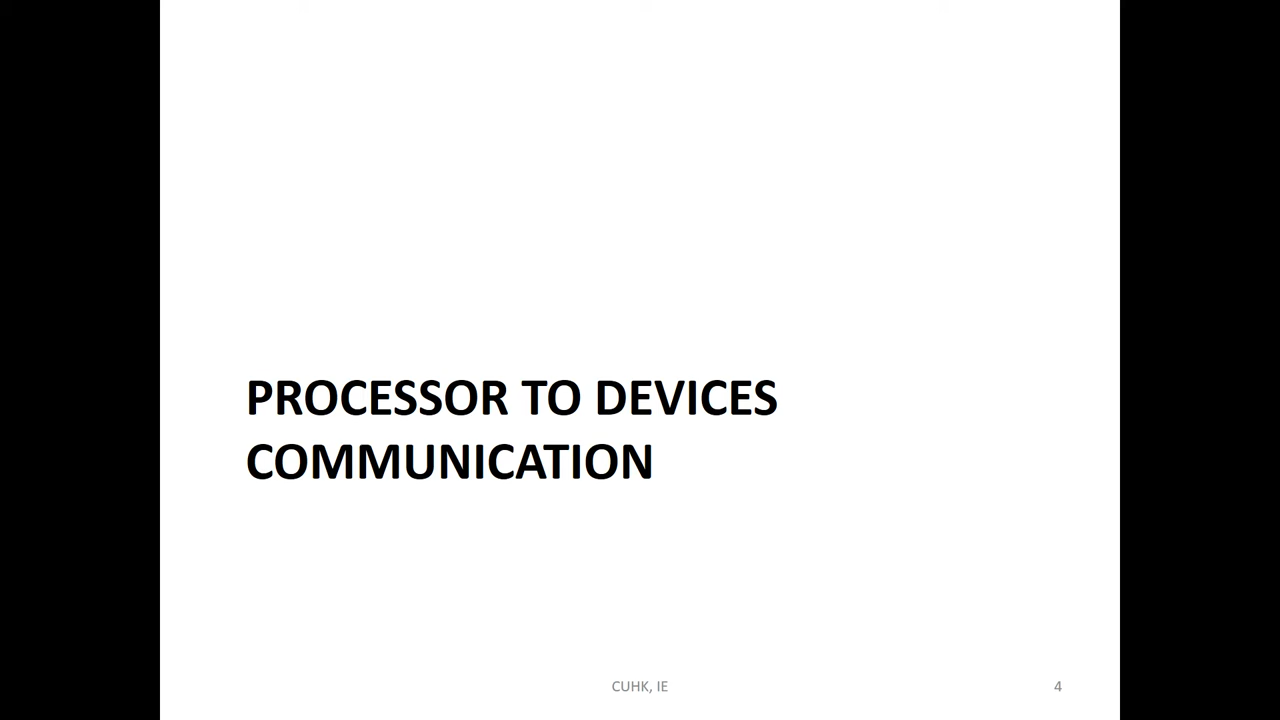 PROCESSOR TO DEVICES
COMMUNICATION
CUHK, IE
4